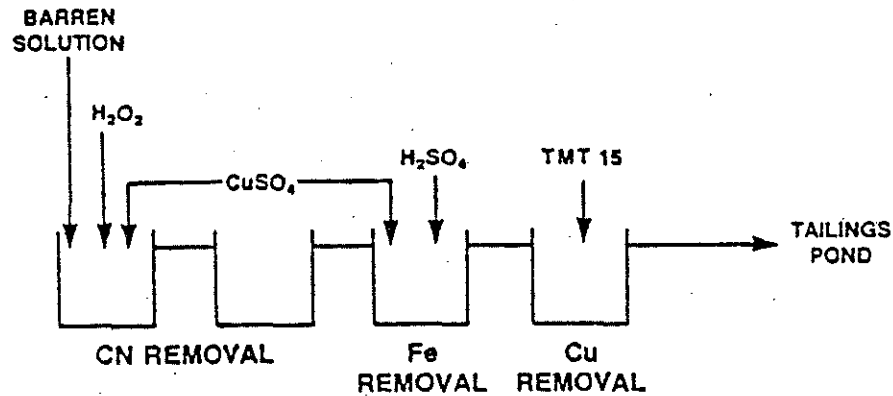 BARREN
SOLUTION
H₂O₂
CuSO₄
H₂SO₄
TMT 15
TAILINGS
POND
CN REMOVAL
Fe
REMOVAL
Cu
REMOVAL